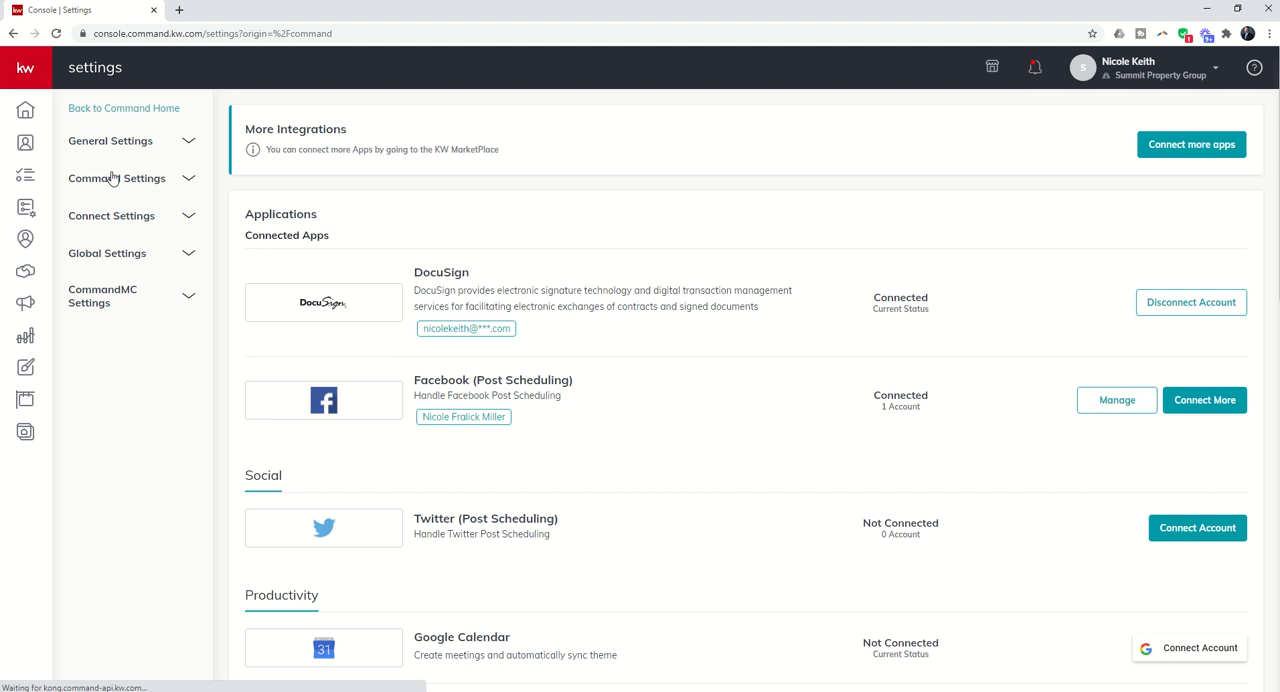 Console | Settings
console.command.kw.com/settings?origin=%2Fcommand
kw
settings
S
Nicole Keith
Summit Property Group
Back to Command Home
General Settings
Command Settings
Connect Settings
Global Settings
CommandMC
Settings
More Integrations
You can connect more Apps by going to the KW MarketPlace
Connect more apps
Applications
Connected Apps
DocuSign
DocuSign
DocuSign provides electronic signature technology and digital transaction management
services for facilitating electronic exchanges of contracts and signed documents
nicolekeith@***.com
Connected
Current Status
Disconnect Account
Facebook (Post Scheduling)
Handle Facebook Post Scheduling
Nicole Fralick Miller
Connected
1 Account
Manage
Connect More
Social
Twitter (Post Scheduling)
Handle Twitter Post Scheduling
Not Connected
0 Account
Connect Account
Productivity
31
Google Calendar
Create meetings and automatically sync theme
Not Connected
Current Status
Connect Account
Waiting for kong.command-api.kw.com...